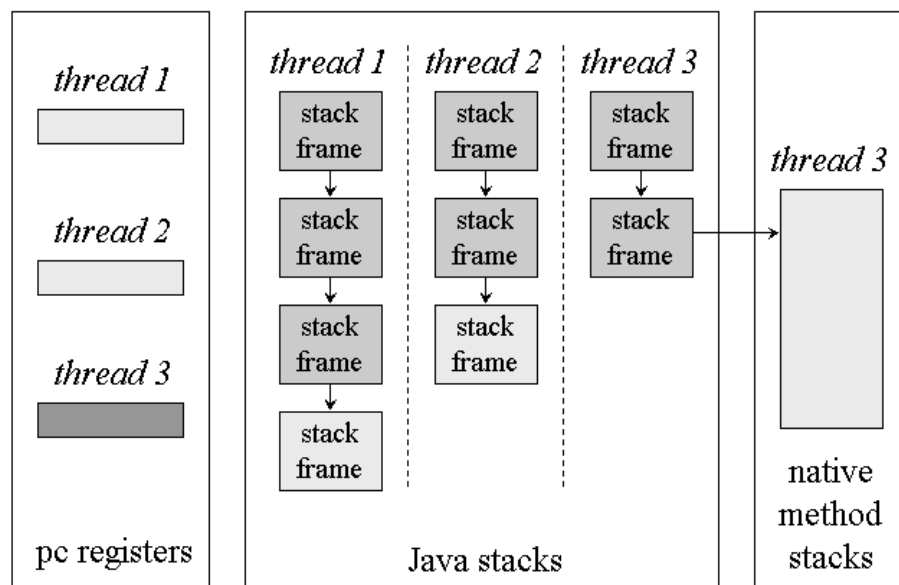 thread 1
thread 2
thread 3
pc registers
thread 1
stack
frame
stack
frame
stack
frame
stack
frame
thread 2
stack
frame
stack
frame
stack
frame
thread 3
stack
frame
stack
frame
Java stacks
thread 3
native
method
stacks